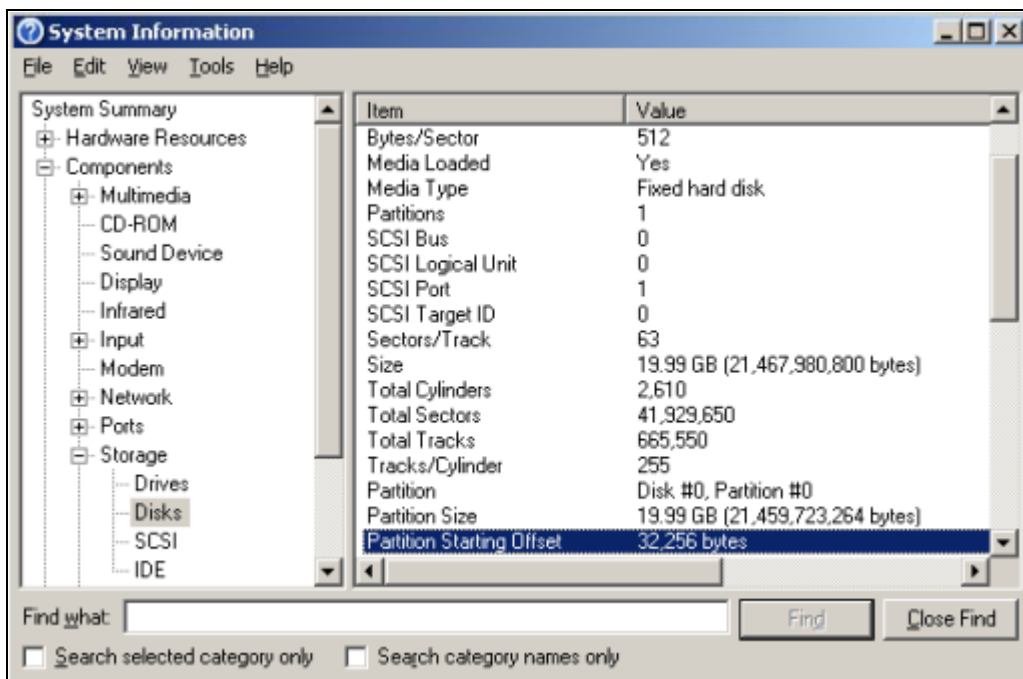 System Information
File Edit View Tools Help
System Summary
Hardware Resources
Components
Multimedia
CD-ROM
Sound Device
Display
Infrared
Input
Modem
Network
Ports
Storage
Drives
Disks
SCSI
IDE
Item Value
Bytes/Sector 512
Media Loaded Yes
Media Type Fixed hard disk
Partitions 1
SCSI Bus 0
SCSI Logical Unit 0
SCSI Port 1
SCSI Target ID 0
Sectors/Track 63
Size 19.99 GB (21,467,980,800 bytes)
Total Cylinders 2,610
Total Sectors 41,929,650
Total Tracks 665,550
Tracks/Cylinder 255
Partition Disk #0, Partition #0
Partition Size 19.99 GB (21,459,723,264 bytes)
Partition Starting Offset 32,256 bytes
Find what: Find Close Find
Search selected category only Search category names only